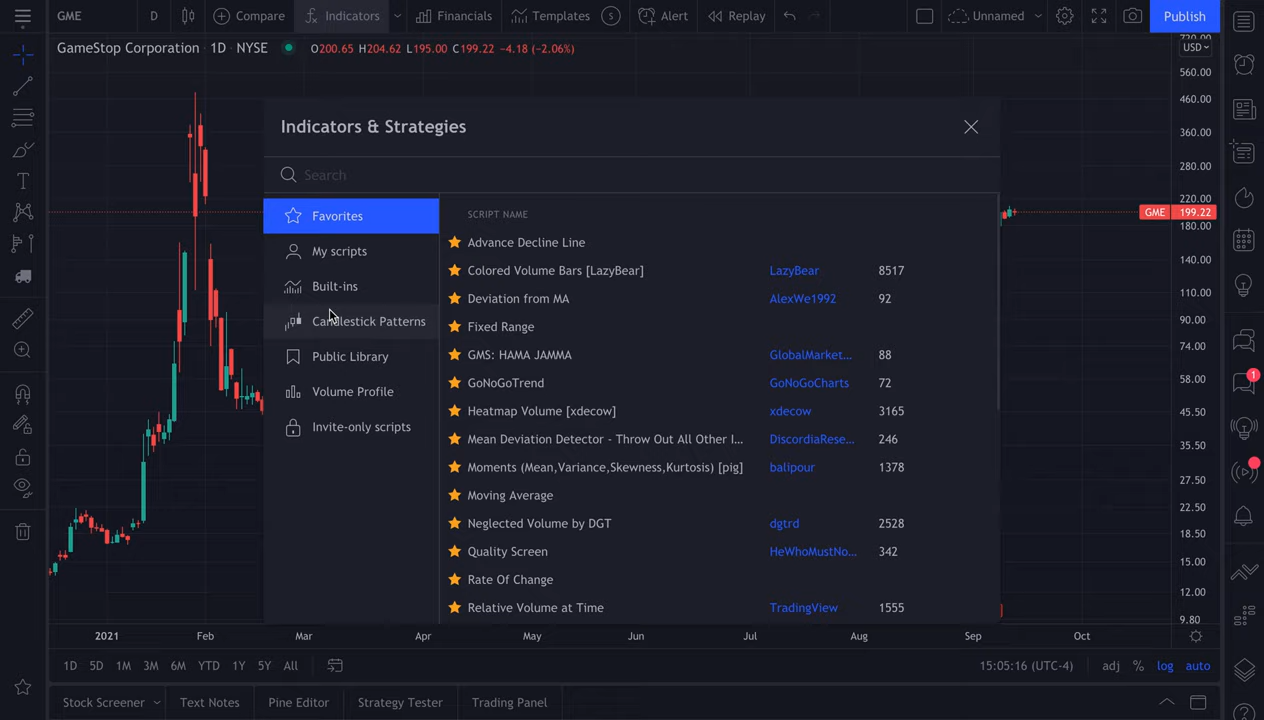 GME D Compare Indicators Financials Templates S Alert Replay Unnamed Publish
GameStop Corporation · 1D · NYSE O200.65 H204.62 L195.00 C199.22 −4.18 (−2.06%)
USD
720.00
560.00
460.00
360.00
280.00
220.00
GME 199.22
180.00
140.00
110.00
90.00
74.00
58.00
45.50
35.50
27.50
22.50
18.50
15.00
12.00
9.80
Indicators & Strategies
Search
Favorites
My scripts
Built-ins
Candlestick Patterns
Public Library
Volume Profile
Invite-only scripts
SCRIPT NAME
Advance Decline Line
Colored Volume Bars [LazyBear] LazyBear 8517
Deviation from MA AlexWe1992 92
Fixed Range
GMS: HAMA JAMMA GlobalMarket... 88
GoNoGoTrend GoNoGoCharts 72
Heatmap Volume [xdecow] xdecow 3165
Mean Deviation Detector - Throw Out All Other I... DiscordiaRese... 246
Moments (Mean,Variance,Skewness,Kurtosis) [pig] balipour 1378
Moving Average
Neglected Volume by DGT dgtrd 2528
Quality Screen HeWhoMustNo... 342
Rate Of Change
Relative Volume at Time TradingView 1555
1
2021 Feb Mar Apr May Jun Jul Aug Sep Oct
1D 5D 1M 3M 6M YTD 1Y 5Y All 15:05:16 (UTC-4) adj % log auto
Stock Screener Text Notes Pine Editor Strategy Tester Trading Panel